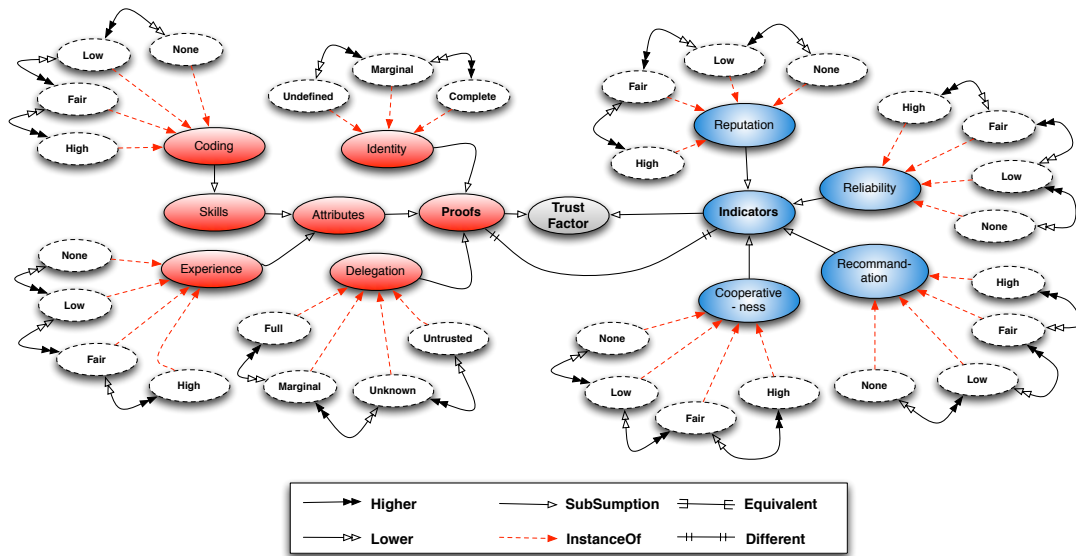 Low
None
Fair
High
Coding
Marginal
Undefined
Complete
Identity
Low
None
Fair
High
Reputation
High
Fair
Low
None
Reliability
Skills
Attributes
Proofs
Trust
Factor
Indicators
None
Low
Fair
High
Experience
Delegation
Full
Marginal
Unknown
Untrusted
Cooperative
- ness
None
Low
Fair
High
Recommand-
ation
High
Fair
Low
None
Higher
SubSumption
Equivalent
Lower
InstanceOf
Different